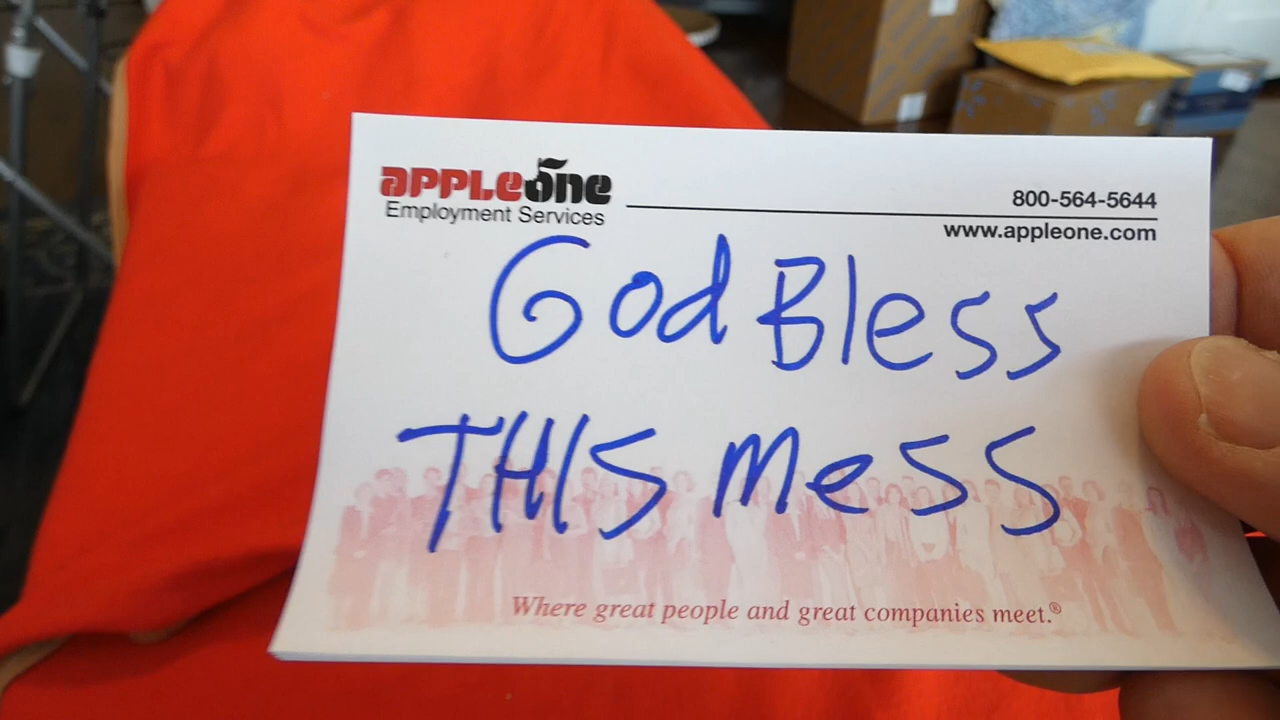 appleone
Employment Services
800-564-5644
www.appleone.com
God Bless
THIS mess
Where great people and great companies meet.®